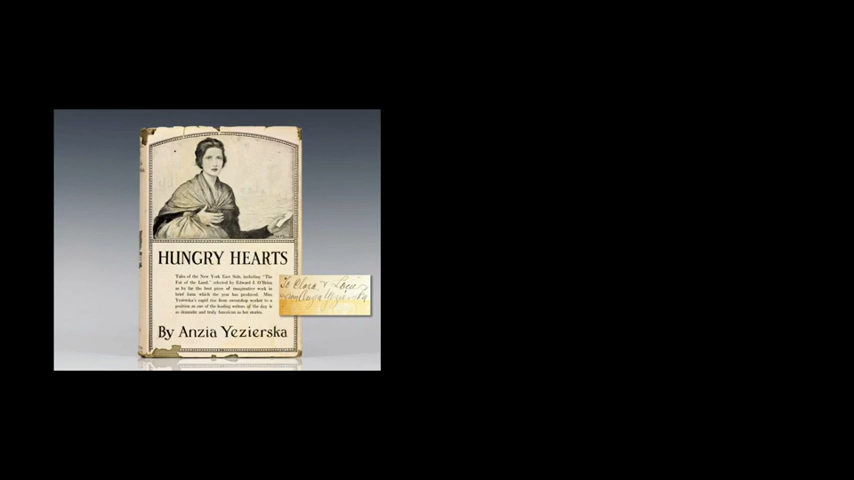 HUNGRY HEARTS
Tales of the New York East Side, including "The
Fat of the Land," selected by Edward J. O'Brien
as by far the best piece of imaginative work in
brief form which the year has produced. Miss
Yezierska's rapid rise from sweatshop worker to a
position as one of the leading writers of the day is
as dramatic and truly American as her stories.
By Anzia Yezierska
To Clara &
Anzia Yezierska